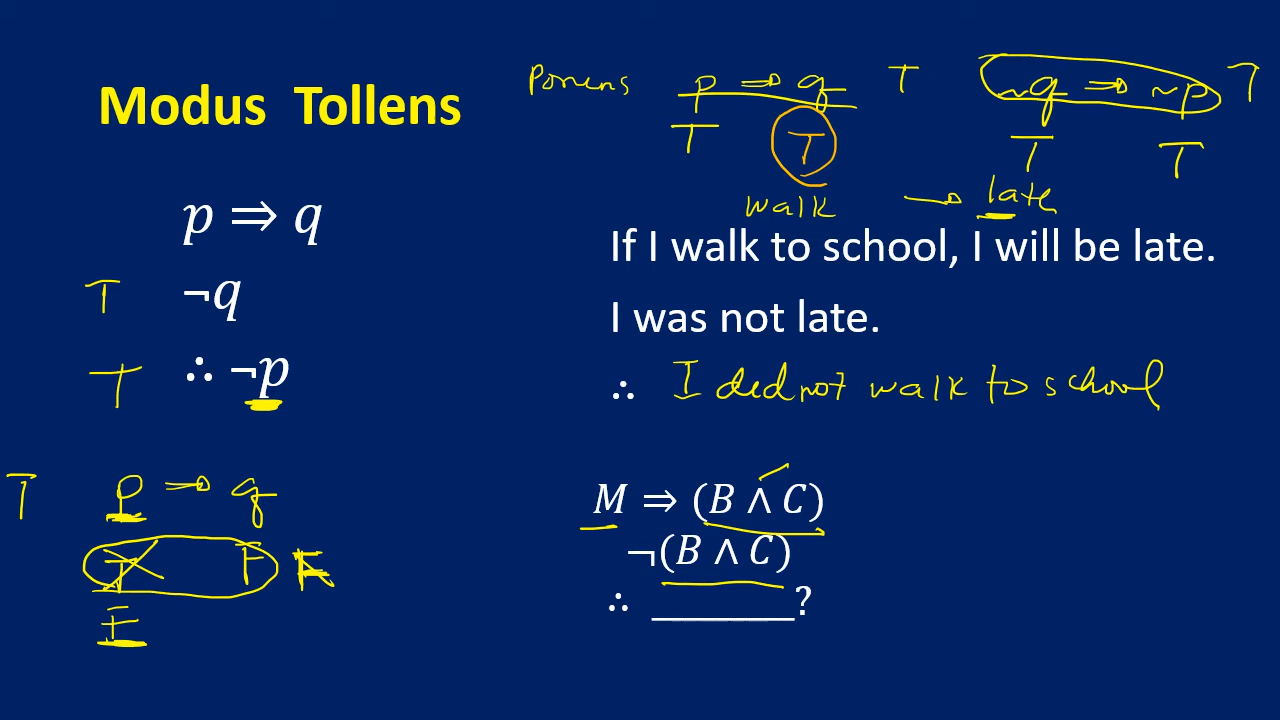 Modus Tollens
p ⇒ q
T ¬q
T ∴ ¬p
T p → q
T F F
F
Ponens p ⇒ q T ~q ⇒ ~p T
T T T T
walk → late
If I walk to school, I will be late.
I was not late.
∴ I did not walk to school
M ⇒ (B ∧ C)
¬(B ∧ C)
∴ ________?